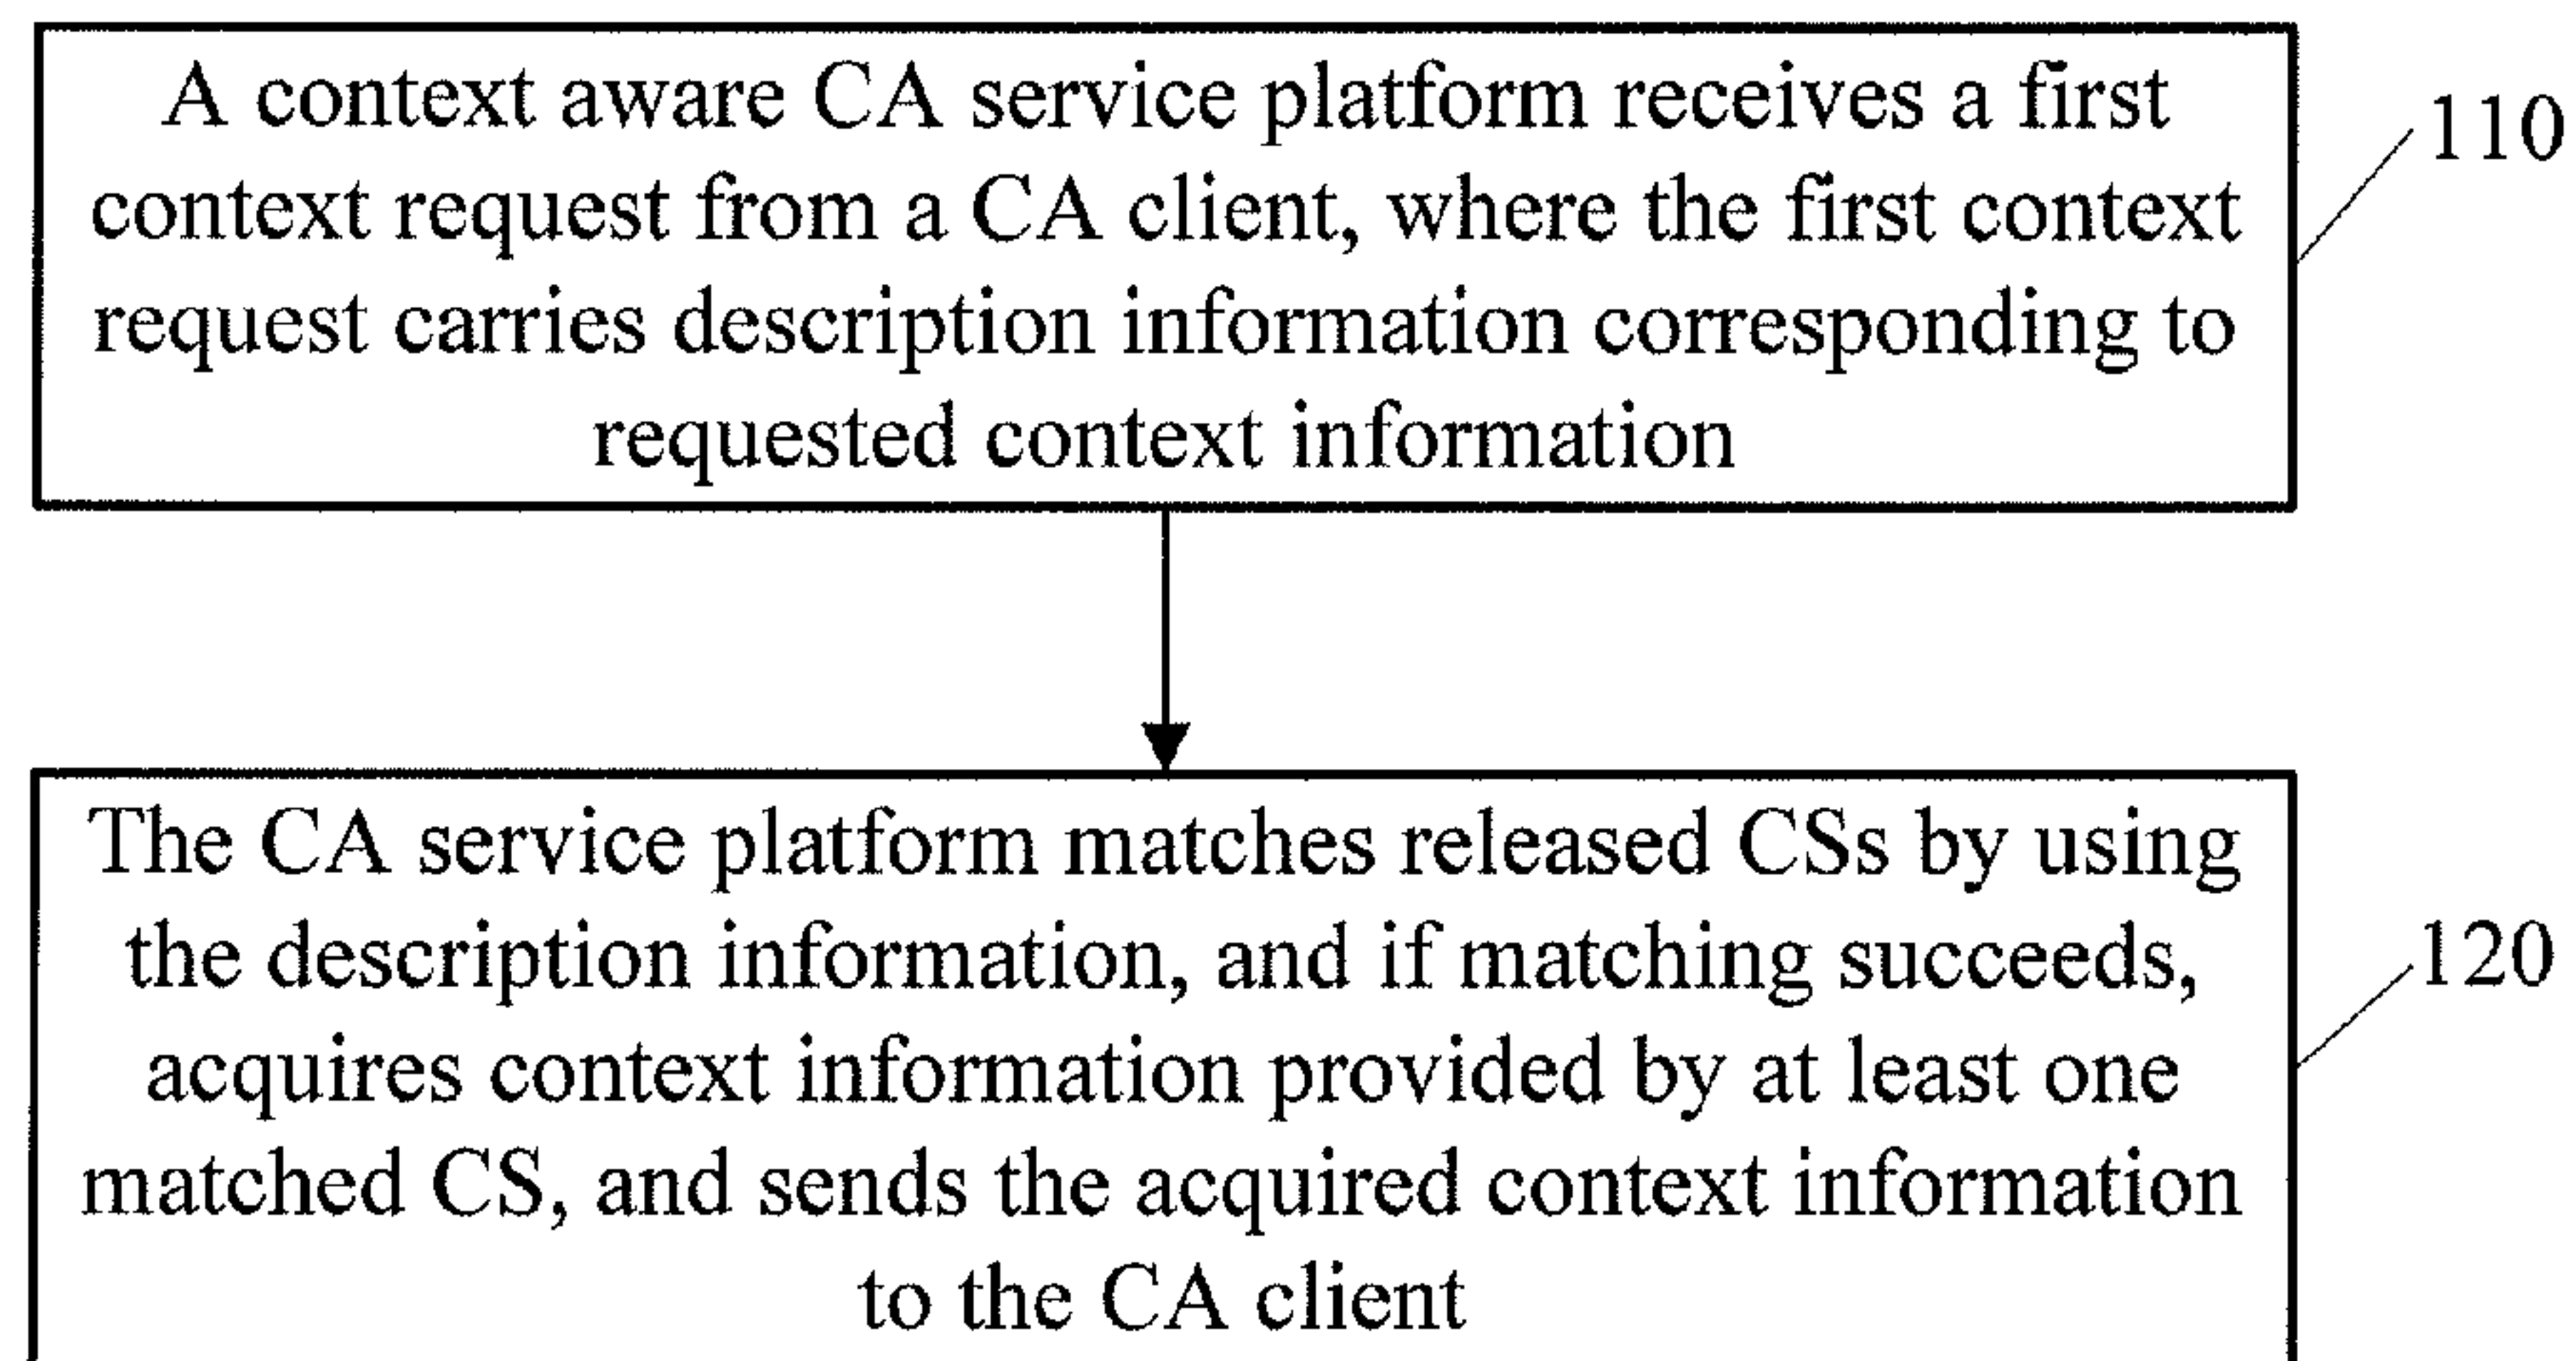 A context aware CA service platform receives a first
context request from a CA client, where the first context
request carries description information corresponding to
requested context information
110
The CA service platform matches released CSs by using
the description information, and if matching succeeds,
acquires context information provided by at least one
matched CS, and sends the acquired context information
to the CA client
120